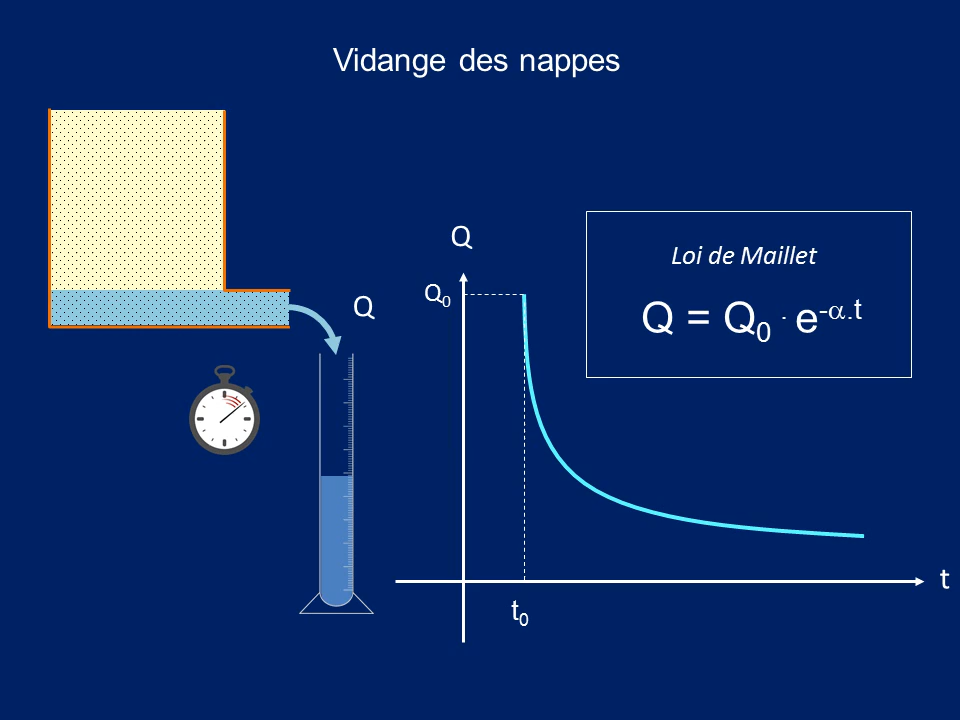 Vidange des nappes
Q
Loi de Maillet
Q₀
Q
Q = Q₀ . e^-α.t
t
t₀